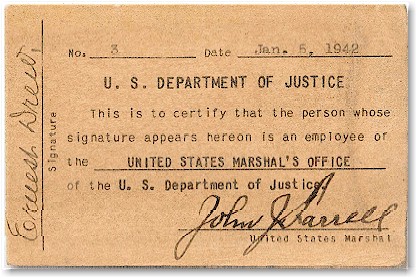 No. 3 Date Jan. 5, 1942
U. S. DEPARTMENT OF JUSTICE
This is to certify that the person whose
signature appears hereon is an employee of
the UNITED STATES MARSHAL'S OFFICE
of the U. S. Department of Justice.
John J Farrell
United States Marshal
Signature
Ernest Drew,